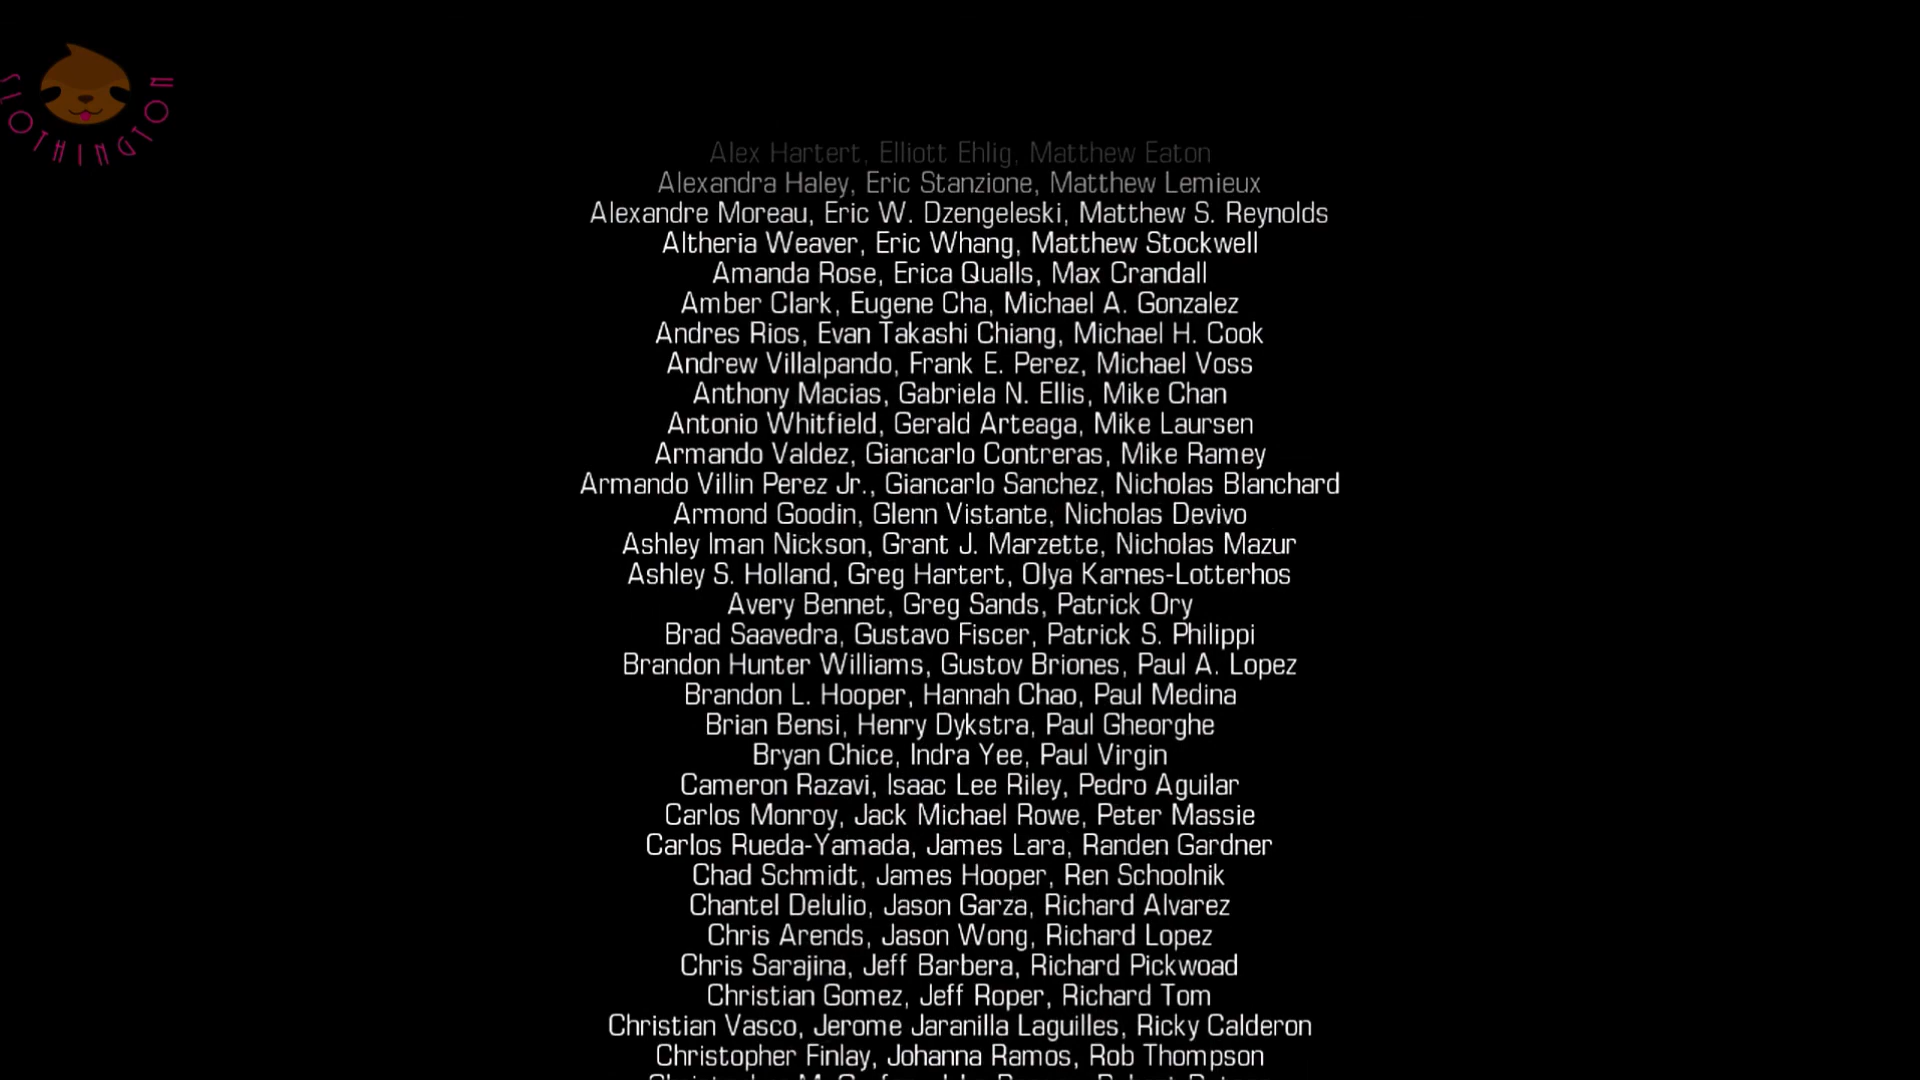 SLOTHINGTON
Alex Hartert, Elliott Ehlig, Matthew Eaton
Alexandra Haley, Eric Stanzione, Matthew Lemieux
Alexandre Moreau, Eric W. Dzengeleski, Matthew S. Reynolds
Altheria Weaver, Eric Whang, Matthew Stockwell
Amanda Rose, Erica Qualls, Max Crandall
Amber Clark, Eugene Cha, Michael A. Gonzalez
Andres Rios, Evan Takashi Chiang, Michael H. Cook
Andrew Villalpando, Frank E. Perez, Michael Voss
Anthony Macias, Gabriela N. Ellis, Mike Chan
Antonio Whitfield, Gerald Arteaga, Mike Laursen
Armando Valdez, Giancarlo Contreras, Mike Ramey
Armando Villin Perez Jr., Giancarlo Sanchez, Nicholas Blanchard
Armond Goodin, Glenn Vistante, Nicholas Devivo
Ashley Iman Nickson, Grant J. Marzette, Nicholas Mazur
Ashley S. Holland, Greg Hartert, Olya Karnes-Lotterhos
Avery Bennet, Greg Sands, Patrick Ory
Brad Saavedra, Gustavo Fiscer, Patrick S. Philippi
Brandon Hunter Williams, Gustov Briones, Paul A. Lopez
Brandon L. Hooper, Hannah Chao, Paul Medina
Brian Bensi, Henry Dykstra, Paul Gheorghe
Bryan Chice, Indra Yee, Paul Virgin
Cameron Razavi, Isaac Lee Riley, Pedro Aguilar
Carlos Monroy, Jack Michael Rowe, Peter Massie
Carlos Rueda-Yamada, James Lara, Randen Gardner
Chad Schmidt, James Hooper, Ren Schoolnik
Chantel Delulio, Jason Garza, Richard Alvarez
Chris Arends, Jason Wong, Richard Lopez
Chris Sarajina, Jeff Barbera, Richard Pickwoad
Christian Gomez, Jeff Roper, Richard Tom
Christian Vasco, Jerome Jaranilla Laguilles, Ricky Calderon
Christopher Finlay, Johanna Ramos, Rob Thompson